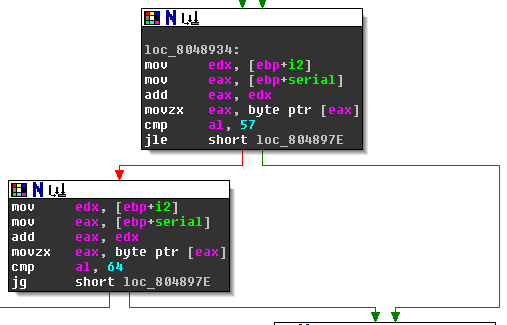 loc_8048934:
mov edx, [ebp+i2]
mov eax, [ebp+serial]
add eax, edx
movzx eax, byte ptr [eax]
cmp al, 57
jle short loc_804897E
mov edx, [ebp+i2]
mov eax, [ebp+serial]
add eax, edx
movzx eax, byte ptr [eax]
cmp al, 64
jg short loc_804897E